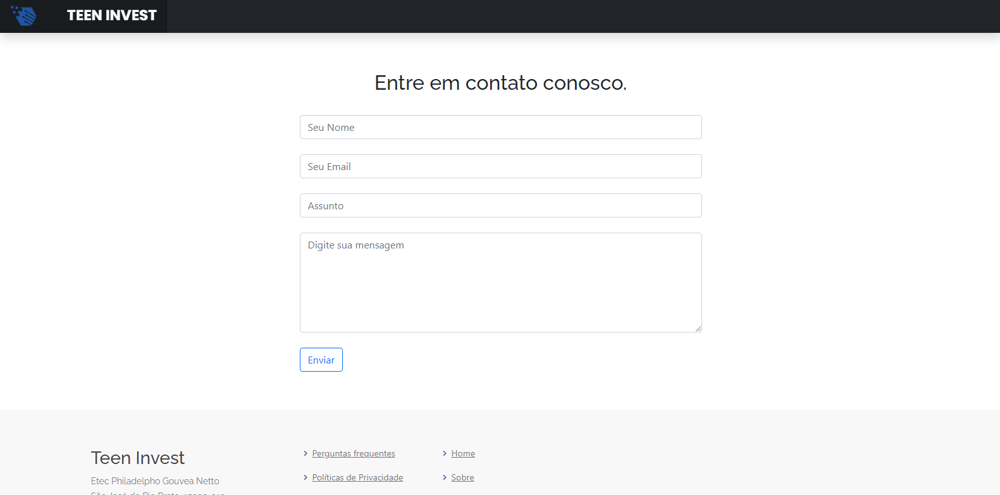 TEEN INVEST
Entre em contato conosco.
Seu Nome
Seu Email
Assunto
Digite sua mensagem
Enviar
Teen Invest
Etec Philadelpho Gouvea Netto
Perguntas frequentes
Home
Políticas de Privacidade
Sobre